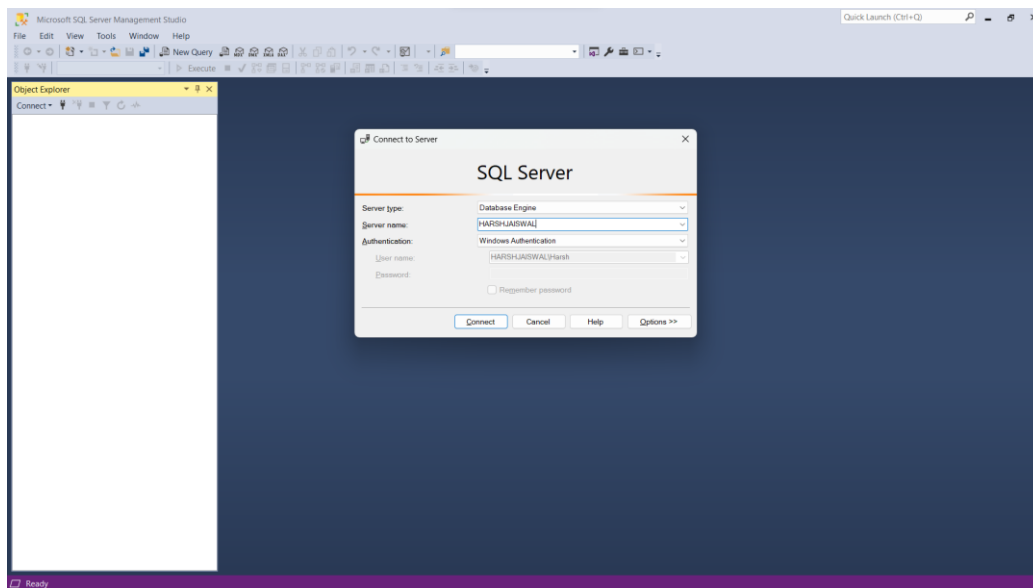 Microsoft SQL Server Management Studio
Quick Launch (Ctrl+Q)
File Edit View Tools Window Help
New Query
Execute
Object Explorer
Connect
Connect to Server
SQL Server
Server type: Database Engine
Server name: HARSHJAISWAL
Authentication: Windows Authentication
User name: HARSHJAISWAL\Harsh
Password:
Remember password
Connect Cancel Help Options >>
Ready